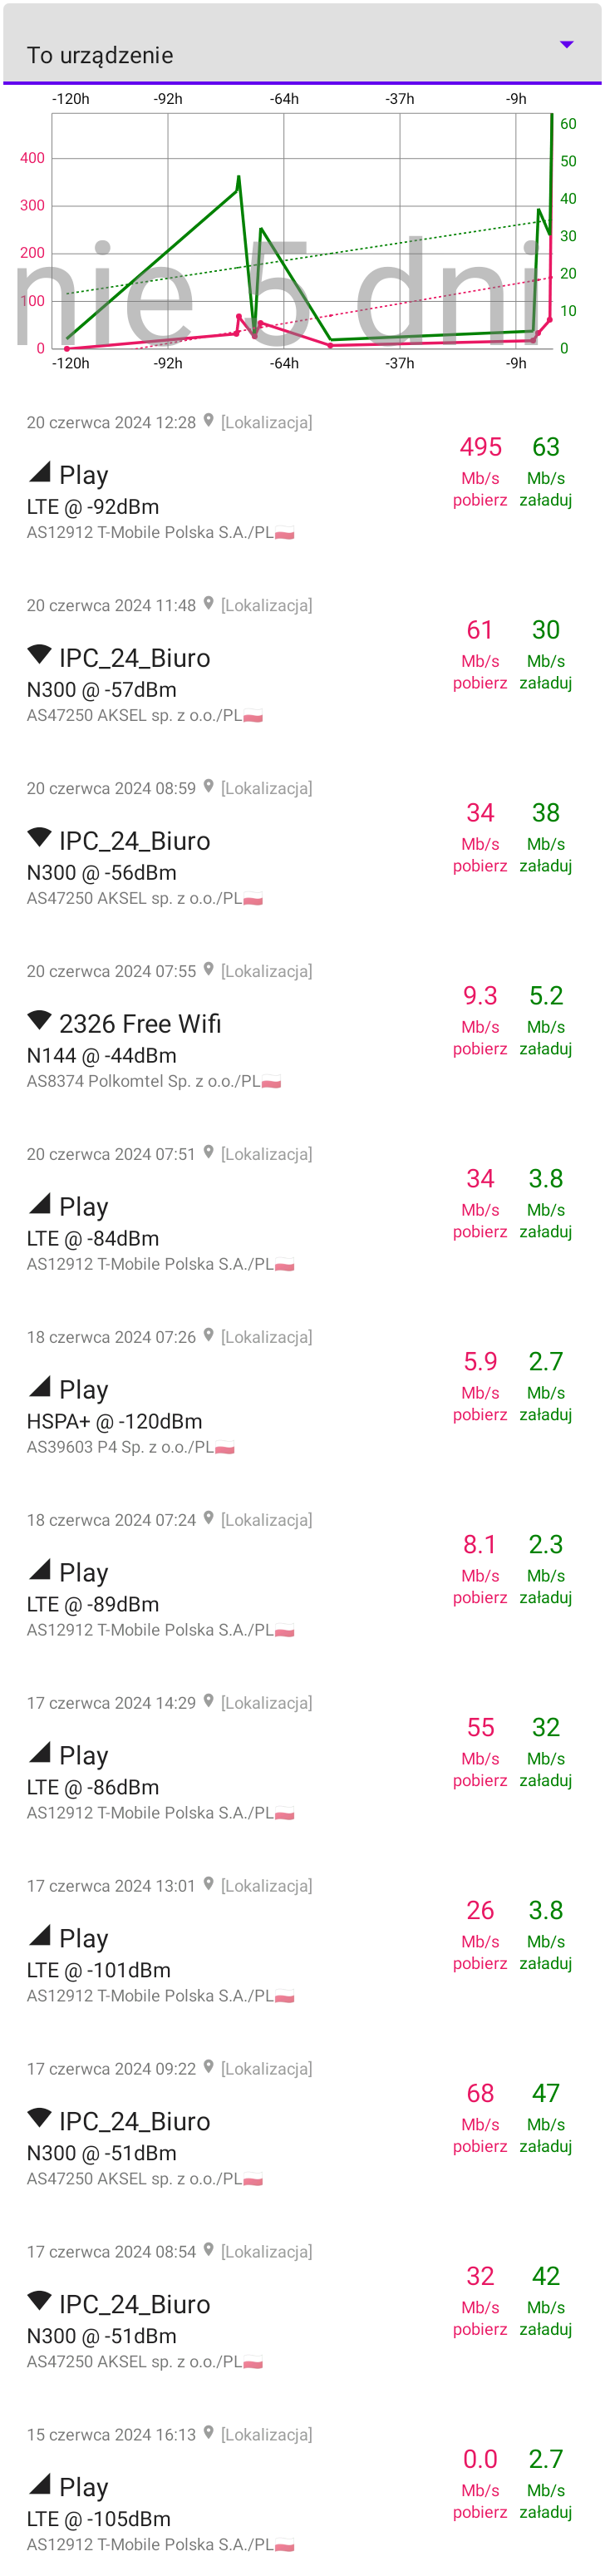 To urządzenie
-120h -92h -64h -37h -9h
60
50
400
40
300
30
200
20
100
10
0
0
nie 5 dni
-120h -92h -64h -37h -9h
20 czerwca 2024 12:28 [Lokalizacja]
495 63
Play
Mb/s Mb/s
pobierz załaduj
LTE @ -92dBm
AS12912 T-Mobile Polska S.A./PL
20 czerwca 2024 11:48 [Lokalizacja]
61 30
IPC_24_Biuro
Mb/s Mb/s
pobierz załaduj
N300 @ -57dBm
AS47250 AKSEL sp. z o.o./PL
20 czerwca 2024 08:59 [Lokalizacja]
34 38
IPC_24_Biuro
Mb/s Mb/s
pobierz załaduj
N300 @ -56dBm
AS47250 AKSEL sp. z o.o./PL
20 czerwca 2024 07:55 [Lokalizacja]
9.3 5.2
2326 Free Wifi
Mb/s Mb/s
pobierz załaduj
N144 @ -44dBm
AS8374 Polkomtel Sp. z o.o./PL
20 czerwca 2024 07:51 [Lokalizacja]
34 3.8
Play
Mb/s Mb/s
pobierz załaduj
LTE @ -84dBm
AS12912 T-Mobile Polska S.A./PL
18 czerwca 2024 07:26 [Lokalizacja]
5.9 2.7
Play
Mb/s Mb/s
pobierz załaduj
HSPA+ @ -120dBm
AS39603 P4 Sp. z o.o./PL
18 czerwca 2024 07:24 [Lokalizacja]
8.1 2.3
Play
Mb/s Mb/s
pobierz załaduj
LTE @ -89dBm
AS12912 T-Mobile Polska S.A./PL
17 czerwca 2024 14:29 [Lokalizacja]
55 32
Play
Mb/s Mb/s
pobierz załaduj
LTE @ -86dBm
AS12912 T-Mobile Polska S.A./PL
17 czerwca 2024 13:01 [Lokalizacja]
26 3.8
Play
Mb/s Mb/s
pobierz załaduj
LTE @ -101dBm
AS12912 T-Mobile Polska S.A./PL
17 czerwca 2024 09:22 [Lokalizacja]
68 47
IPC_24_Biuro
Mb/s Mb/s
pobierz załaduj
N300 @ -51dBm
AS47250 AKSEL sp. z o.o./PL
17 czerwca 2024 08:54 [Lokalizacja]
32 42
IPC_24_Biuro
Mb/s Mb/s
pobierz załaduj
N300 @ -51dBm
AS47250 AKSEL sp. z o.o./PL
15 czerwca 2024 16:13 [Lokalizacja]
0.0 2.7
Play
Mb/s Mb/s
pobierz załaduj
LTE @ -105dBm
AS12912 T-Mobile Polska S.A./PL